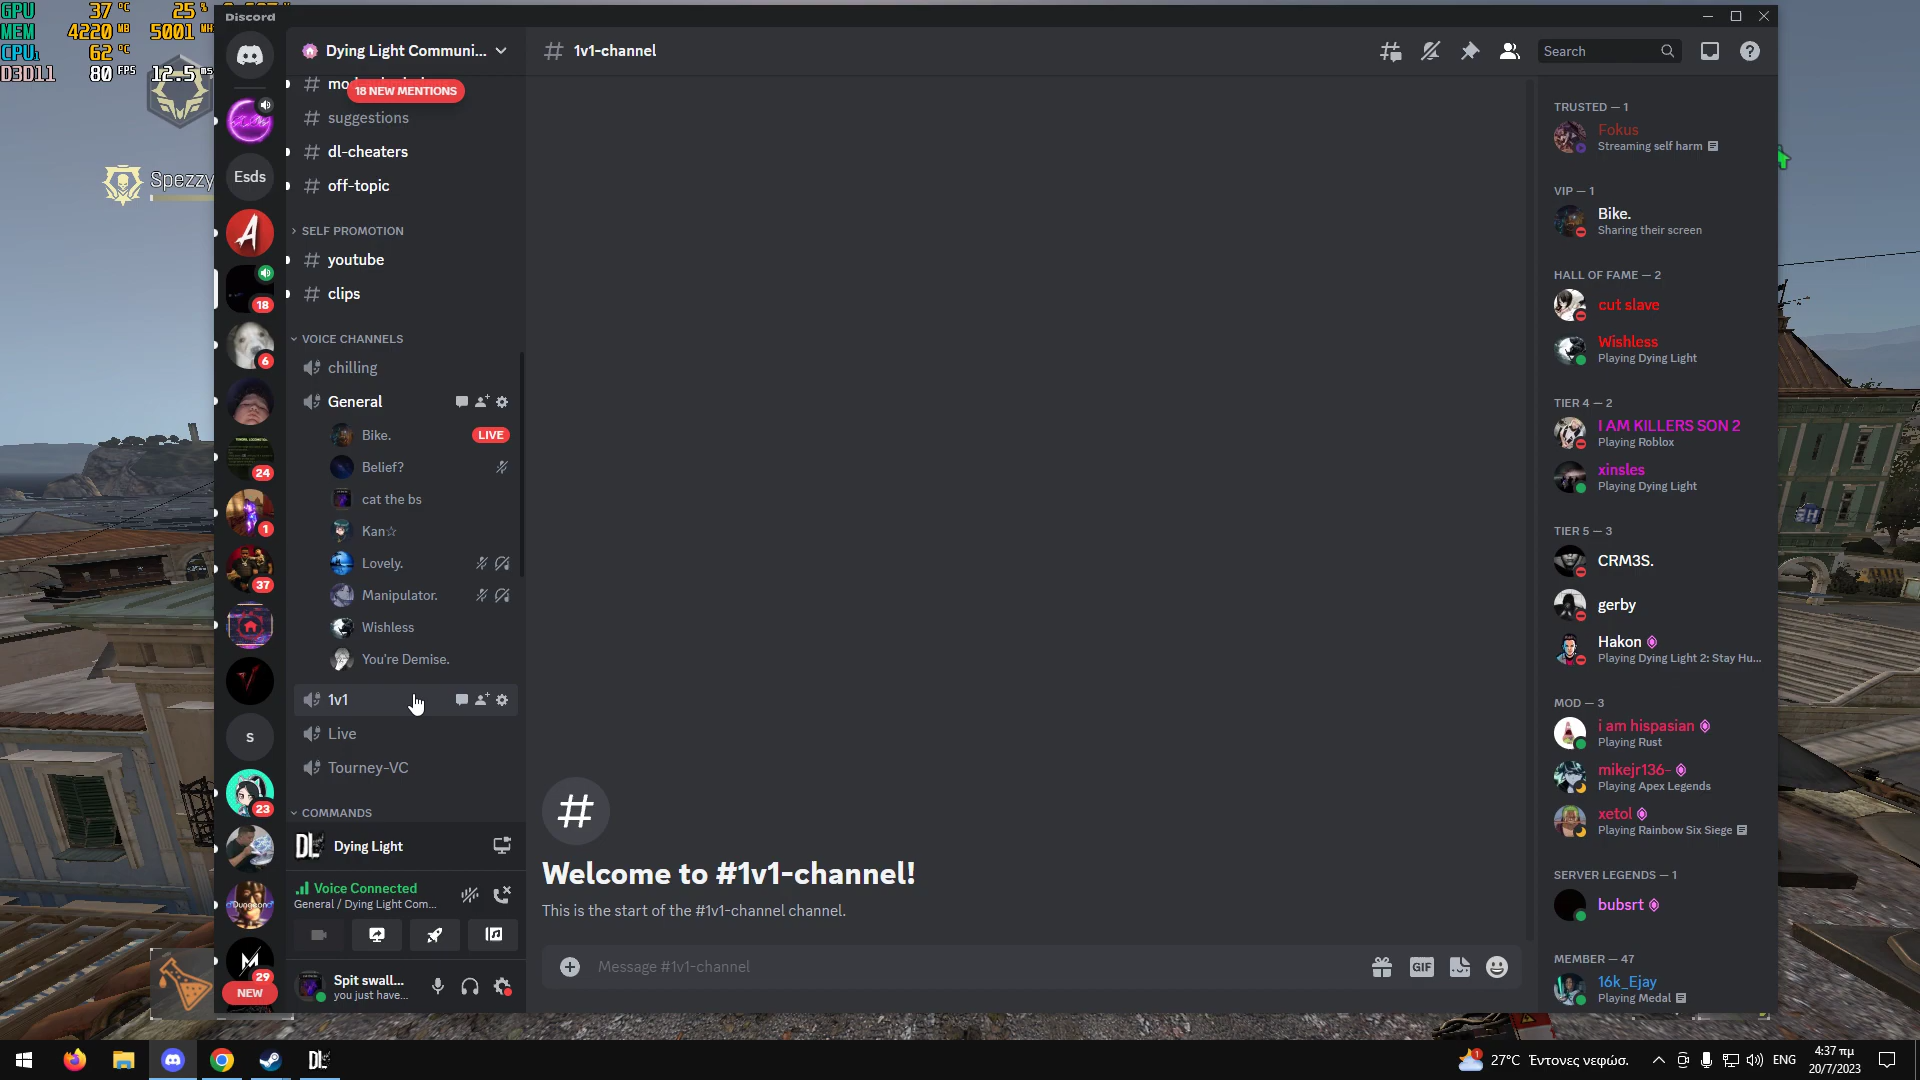 GPU 37 °C 25 %
MEM 4220 MB 5001 MHz
CPU1 62 °C
D3D11 80 FPS 12.5 ms
Spezzy
Discord
Dying Light Communi...
18 NEW MENTIONS
suggestions
dl-cheaters
off-topic
SELF PROMOTION
youtube
clips
VOICE CHANNELS
chilling
General
Bike.
LIVE
Belief?
cat the bs
Kan☆
Lovely.
Manipulator.
Wishless
You're Demise.
1v1
Live
Tourney-VC
COMMANDS
Dying Light
Voice Connected
General / Dying Light Com...
Spit swall...
you just have...
Esds
18
6
24
1
37
S
23
Dungeon
29
NEW
# 1v1-channel
Search
Welcome to #1v1-channel!
This is the start of the #1v1-channel channel.
Message #1v1-channel
GIF
TRUSTED — 1
Fokus
Streaming self harm
VIP — 1
Bike.
Sharing their screen
HALL OF FAME — 2
cut slave
Wishless
Playing Dying Light
TIER 4 — 2
I AM KILLERS SON 2
Playing Roblox
xinsles
Playing Dying Light
TIER 5 — 3
CRM3S.
gerby
Hakon
Playing Dying Light 2: Stay Hu...
MOD — 3
i am hispasian
Playing Rust
mikejr136-
Playing Apex Legends
xetol
Playing Rainbow Six Siege
SERVER LEGENDS — 1
bubsrt
MEMBER — 47
16k_Ejay
Playing Medal
27°C Έντονες νεφώσ.
ENG
4:37 πμ
20/7/2023